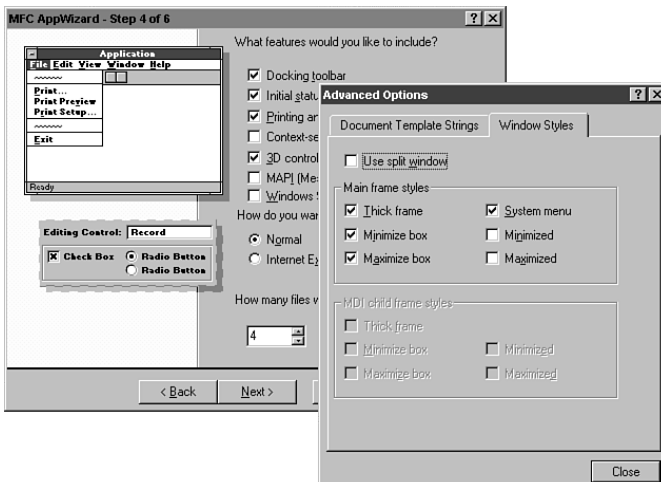 MFC AppWizard - Step 4 of 6
Application
File Edit View Window Help
Print...
Print Preview
Print Setup...
Exit
Ready
Editing Control: Record
Check Box
Radio Button
Radio Button
What features would you like to include?
Docking toolbar
Initial statu
Printing an
Context-se
3D control
MAPI (Me
Windows S
How do you wan
Normal
Internet Ex
How many files w
4
< Back
Next >
Advanced Options
Document Template Strings
Window Styles
Use split window
Main frame styles
Thick frame
System menu
Minimize box
Minimized
Maximize box
Maximized
MDI child frame styles
Thick frame
Minimize box
Minimized
Maximize box
Maximized
Close